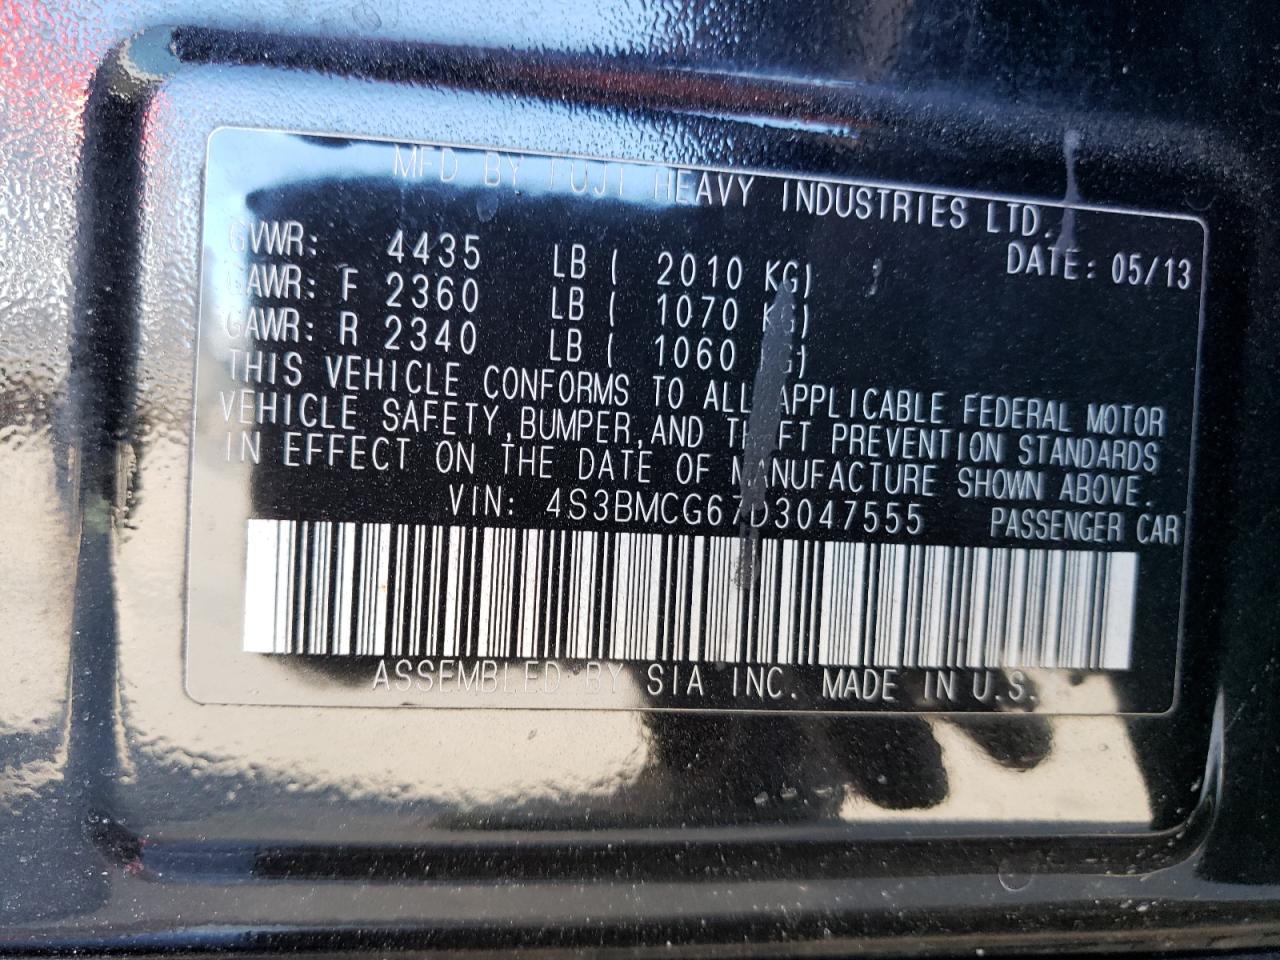 MFD BY FUJI HEAVY INDUSTRIES LTD.
DATE: 05/13
GVWR: 4435 LB ( 2010 KG)
GAWR: F 2360 LB ( 1070 KG)
GAWR: R 2340 LB ( 1060 KG)
THIS VEHICLE CONFORMS TO ALL APPLICABLE FEDERAL MOTOR
VEHICLE SAFETY, BUMPER, AND THEFT PREVENTION STANDARDS
IN EFFECT ON THE DATE OF MANUFACTURE SHOWN ABOVE.
VIN: 4S3BMCG67D3047555 PASSENGER CAR
ASSEMBLED BY SIA INC. MADE IN U.S.